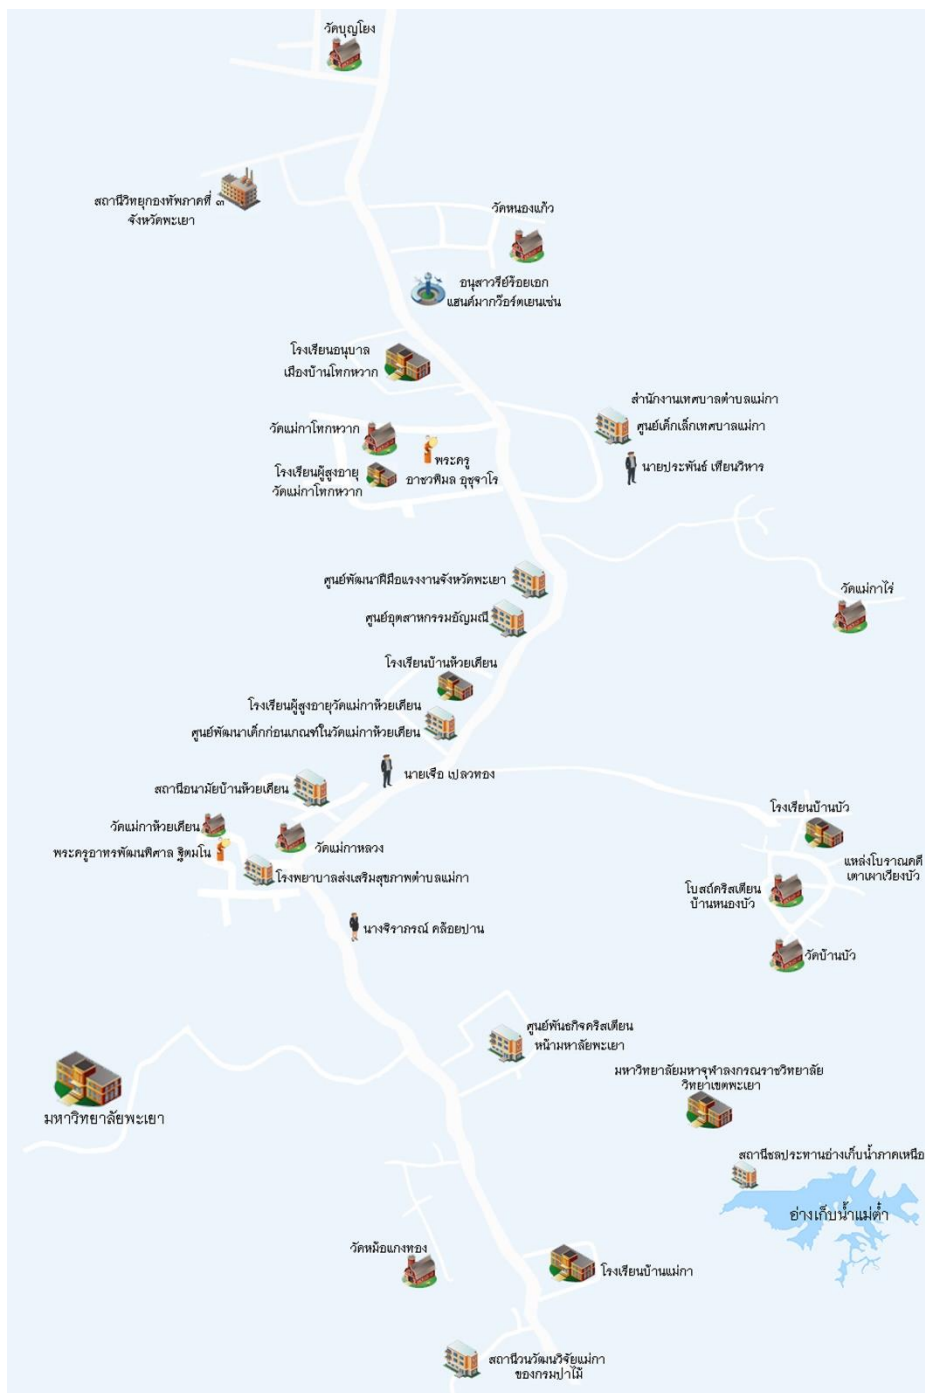 วัดบุญโยง
สถานีวิทยุกองทัพภาคที่ ๓
จังหวัดพะเยา
วัดหนองแก้ว
อนุสาวรีย์ร้อยเอก
แฮนด์มากว๊อร์ตเยนเซ่น
โรงเรียนอนุบาล
เมืองบ้านโทกหวาก
สำนักงานเทศบาลตำบลแม่กา
ศูนย์เด็กเล็กเทศบาลแม่กา
วัดแม่กาโทกหวาก
พระครู
อาชวพิมล อุชุจาโร
นายประพันธ์ เทียนวิหาร
โรงเรียนผู้สูงอายุ
วัดแม่กาโทกหวาก
ศูนย์พัฒนาฝีมือแรงงานจังหวัดพะเยา
วัดแม่กาไร่
ศูนย์อุตสาหกรรมอัญมณี
โรงเรียนบ้านห้วยเคียน
โรงเรียนผู้สูงอายุวัดแม่กาห้วยเคียน
ศูนย์พัฒนาเด็กก่อนเกณฑ์ในวัดแม่กาห้วยเคียน
นายเจือ เปลวทอง
สถานีอนามัยบ้านห้วยเคียน
โรงเรียนบ้านบัว
วัดแม่กาห้วยเคียน
วัดแม่กาหลวง
พระครูอาทรพัฒนพิศาล ฐิตมโน
แหล่งโบราณคดี
เตาเผาเวียงบัว
โรงพยาบาลส่งเสริมสุขภาพตำบลแม่กา
โบสถ์คริสเตียน
บ้านหนองบัว
นางจิราภรณ์ คล้อยปาน
วัดบ้านบัว
ศูนย์พันธกิจคริสเตียน
หน้ามหาลัยพะเยา
มหาวิทยาลัยมหาจุฬาลงกรณราชวิทยาลัย
วิทยาเขตพะเยา
มหาวิทยาลัยพะเยา
สถานีชลประทานอ่างเก็บน้ำภาคเหนือ
อ่างเก็บน้ำแม่ต๋ำ
วัดหม้อแกงทอง
โรงเรียนบ้านแม่กา
สถานีวนวัฒนวิจัยแม่กา
ของกรมป่าไม้